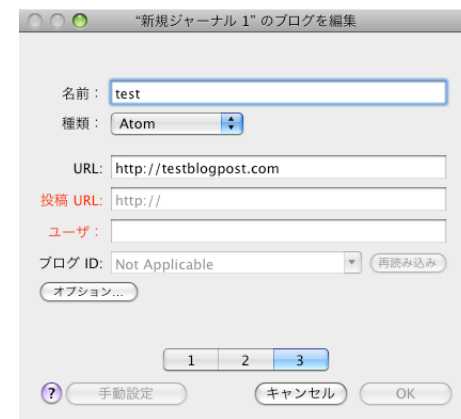 “新規ジャーナル 1” のブログを編集
名前： test
種類： Atom
URL: http://testblogpost.com
投稿 URL: http://
ユーザ：
ブログ ID: Not Applicable 再読み込み
オプション...
1 2 3
? 手動設定 キャンセル OK